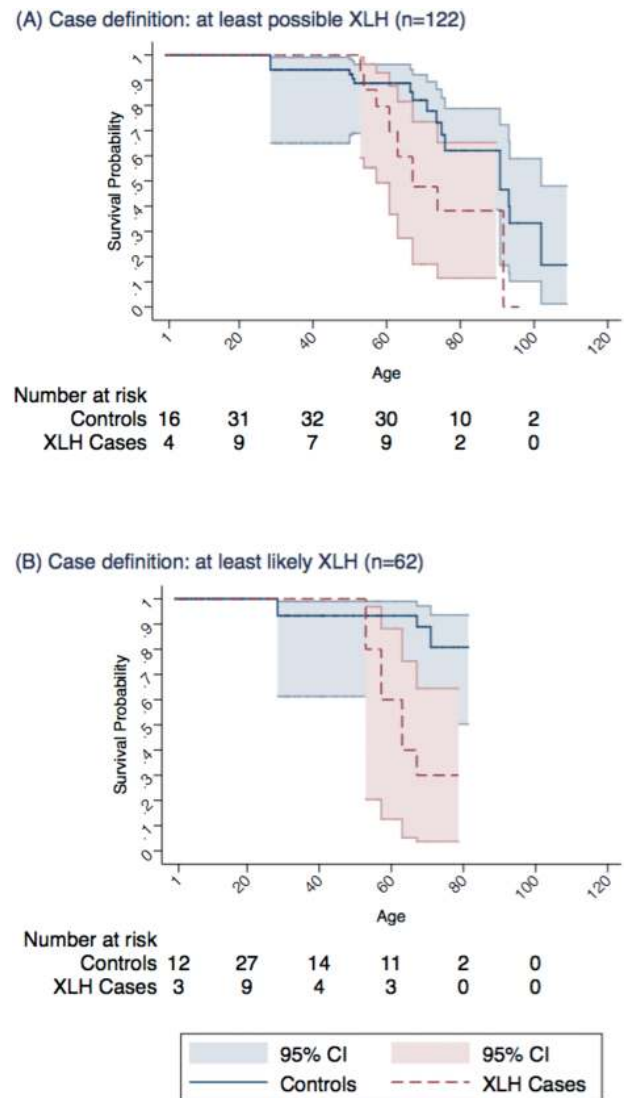 (A) Case definition: at least possible XLH (n=122)
Survival Probability
0 .1 .2 .3 .4 .5 .6 .7 .8 .9 1
1 20 40 60 80 100 120
Age
Number at risk
Controls 16 31 32 30 10 2
XLH Cases 4 9 7 9 2 0
(B) Case definition: at least likely XLH (n=62)
Survival Probability
0 .1 .2 .3 .4 .5 .6 .7 .8 .9 1
1 20 40 60 80 100 120
Age
Number at risk
Controls 12 27 14 11 2 0
XLH Cases 3 9 4 3 0 0
95% CI 95% CI
Controls XLH Cases